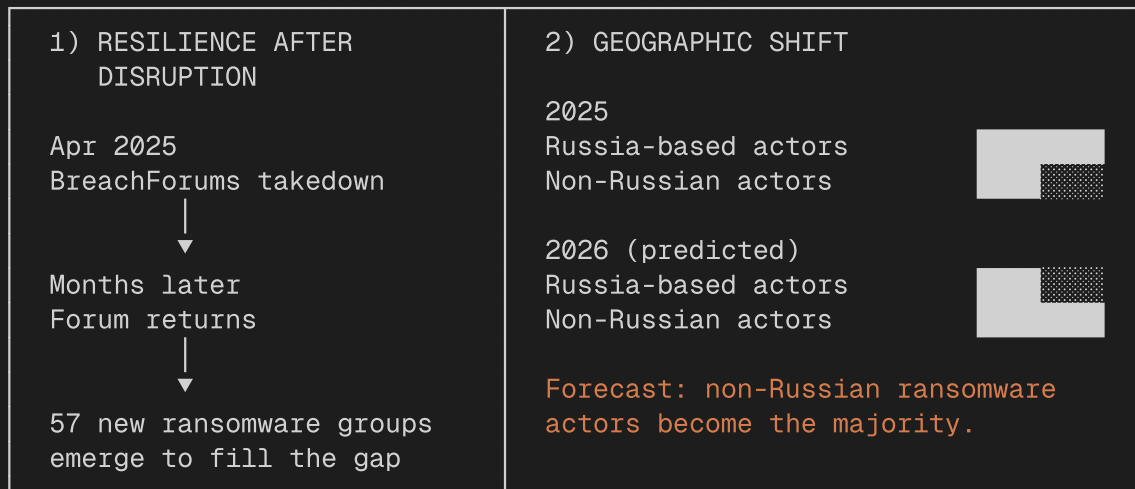 1) RESILIENCE AFTER
DISRUPTION
Apr 2025
BreachForums takedown
Months later
Forum returns
57 new ransomware groups
emerge to fill the gap
2) GEOGRAPHIC SHIFT
2025
Russia-based actors
Non-Russian actors
2026 (predicted)
Russia-based actors
Non-Russian actors
Forecast: non-Russian ransomware
actors become the majority.